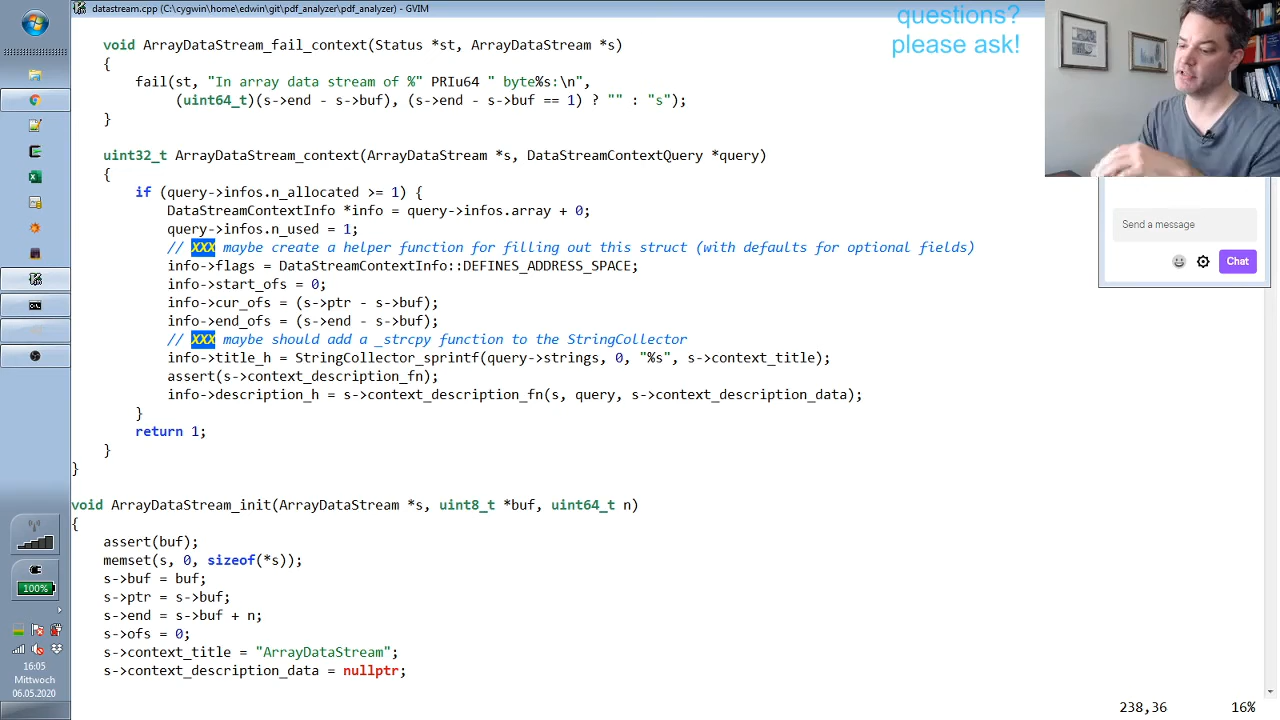 datastream.cpp (C:\cygwin\home\edwin\git\pdf_analyzer\pdf_analyzer) - GVIM
questions?
please ask!
void ArrayDataStream_fail_context(Status *st, ArrayDataStream *s)
{
fail(st, "In array data stream of %" PRIu64 " byte%s:\n",
(uint64_t)(s->end - s->buf), (s->end - s->buf == 1) ? "" : "s");
}
uint32_t ArrayDataStream_context(ArrayDataStream *s, DataStreamContextQuery *query)
{
if (query->infos.n_allocated >= 1) {
DataStreamContextInfo *info = query->infos.array + 0;
query->infos.n_used = 1;
// XXX maybe create a helper function for filling out this struct (with defaults for optional fields)
info->flags = DataStreamContextInfo::DEFINES_ADDRESS_SPACE;
info->start_ofs = 0;
info->cur_ofs = (s->ptr - s->buf);
info->end_ofs = (s->end - s->buf);
// XXX maybe should add a _strcpy function to the StringCollector
info->title_h = StringCollector_sprintf(query->strings, 0, "%s", s->context_title);
assert(s->context_description_fn);
info->description_h = s->context_description_fn(s, query, s->context_description_data);
}
return 1;
}
}
void ArrayDataStream_init(ArrayDataStream *s, uint8_t *buf, uint64_t n)
{
assert(buf);
memset(s, 0, sizeof(*s));
s->buf = buf;
s->ptr = s->buf;
s->end = s->buf + n;
s->ofs = 0;
s->context_title = "ArrayDataStream";
s->context_description_data = nullptr;
238,36 16%
Send a message
Chat
100%
16:05
Mittwoch
06.05.2020